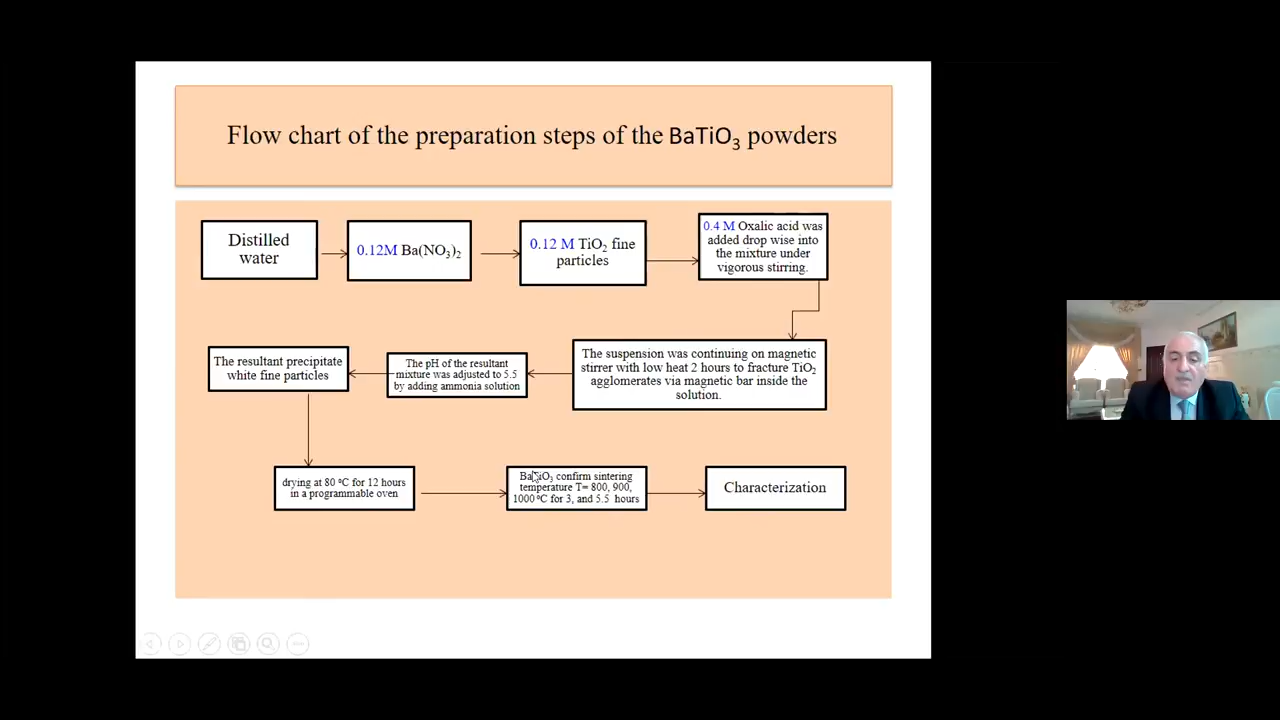 Flow chart of the preparation steps of the BaTiO₃ powders
Distilled
water
0.12M Ba(NO₃)₂
0.12 M TiO₂ fine
particles
0.4 M Oxalic acid was
added drop wise into
the mixture under
vigorous stirring.
The suspension was continuing on magnetic
stirrer with low heat 2 hours to fracture TiO₂
agglomerates via magnetic bar inside the
solution.
The pH of the resultant
mixture was adjusted to 5.5
by adding ammonia solution
The resultant precipitate
white fine particles
drying at 80 ⁰C for 12 hours
in a programmable oven
BaTiO₃ confirm sintering
temperature T= 800, 900,
1000 ⁰C for 3, and 5.5 hours
Characterization